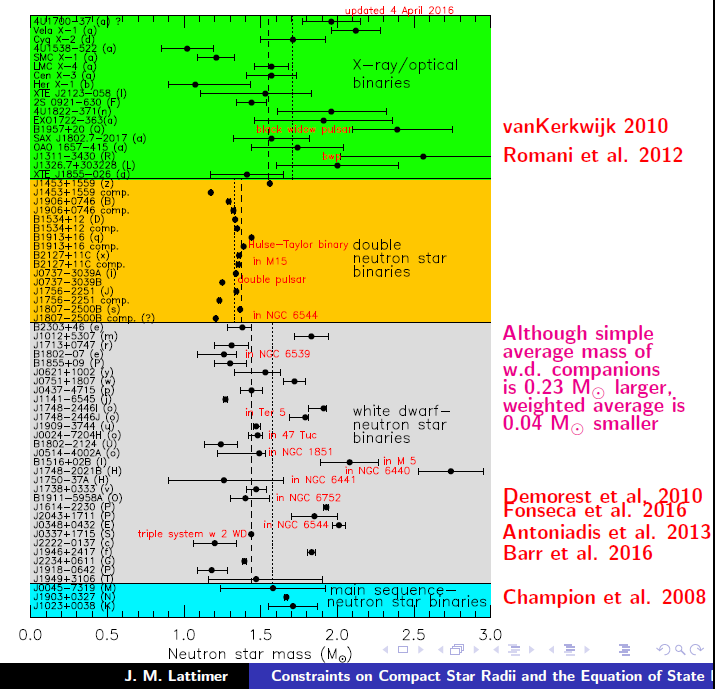 updated 4 April 2016
4U1700-37 (a) ?
Vela X-1 (a)
Cyg X-2 (d)
4U1538-522 (a)
SMC X-1 (a)
LMC X-4 (a)
Cen X-3 (a)
Her X-1 (b)
XTE J2123-058 (l)
2S 0921-630 (F)
4U1822-371(n)
EXO1722-363(a)
B1957+20 (Q)
black widow pulsar
SAX J1802.7-2017 (a)
OAO 1657-415 (a)
J1311-3430 (R)
bwp
J1326.7+303228 (L)
XTE J1855-026 (a)
X-ray/optical
binaries
vanKerkwijk 2010
Romani et al. 2012
J1453+1559 (z)
J1453+1559 comp.
J1906+0746 (B)
J1906+0746 comp.
B1534+12 (D)
B1534+12 comp.
B1913+16 (q)
B1913+16 comp.
Hulse-Taylor binary
B2127+11C (x)
B2127+11C comp.
in M15
J0737-3039A (i)
J0737-3039B
double pulsar
J1756-2251 (J)
J1756-2251 comp.
J1807-2500B (s)
J1807-2500B comp. (?)
in NGC 6544
double
neutron star
binaries
B2303+46 (e)
J1012+5307 (m)
J1713+0747 (r)
B1802-07 (e)
in NGC 6539
B1855+09 (P)
J0621+1002 (y)
J0751+1807 (w)
J0437-4715 (p)
J1141-6545 (j)
J1748-2446I (o)
in Ter 5
J1748-2446J (o)
J1909-3744 (u)
J0024-7204H (o)
in 47 Tuc
B1802-2124 (U)
J0514-4002A (o)
in NGC 1851
B1516+02B (I)
in M 5
J1748-2021B (H)
in NGC 6440
J1750-37A (H)
in NGC 6441
J1738+0333 (v)
B1911-5958A (O)
in NGC 6752
J1614-2230 (P)
J2043+1711 (P)
J0348+0432 (E)
in NGC 6544
J0337+1715 (S)
triple system w 2 WD
J2222-0137 (c)
J1946+2417 (f)
J2234+0611 (G)
J1918-0642 (P)
J1949+3106 (T)
white dwarf-
neutron star
binaries
Although simple
average mass of
w.d. companions
is 0.23 M☉ larger,
weighted average is
0.04 M☉ smaller
Demorest et al. 2010
Fonseca et al. 2016
Antoniadis et al. 2013
Barr et al. 2016
J0045-7319 (M)
J1903+0327 (N)
J1023+0038 (K)
main sequence-
neutron star binaries
Champion et al. 2008
0.0 0.5 1.0 1.5 2.0 2.5 3.0
Neutron star mass (M☉)
J. M. Lattimer
Constraints on Compact Star Radii and the Equation of State